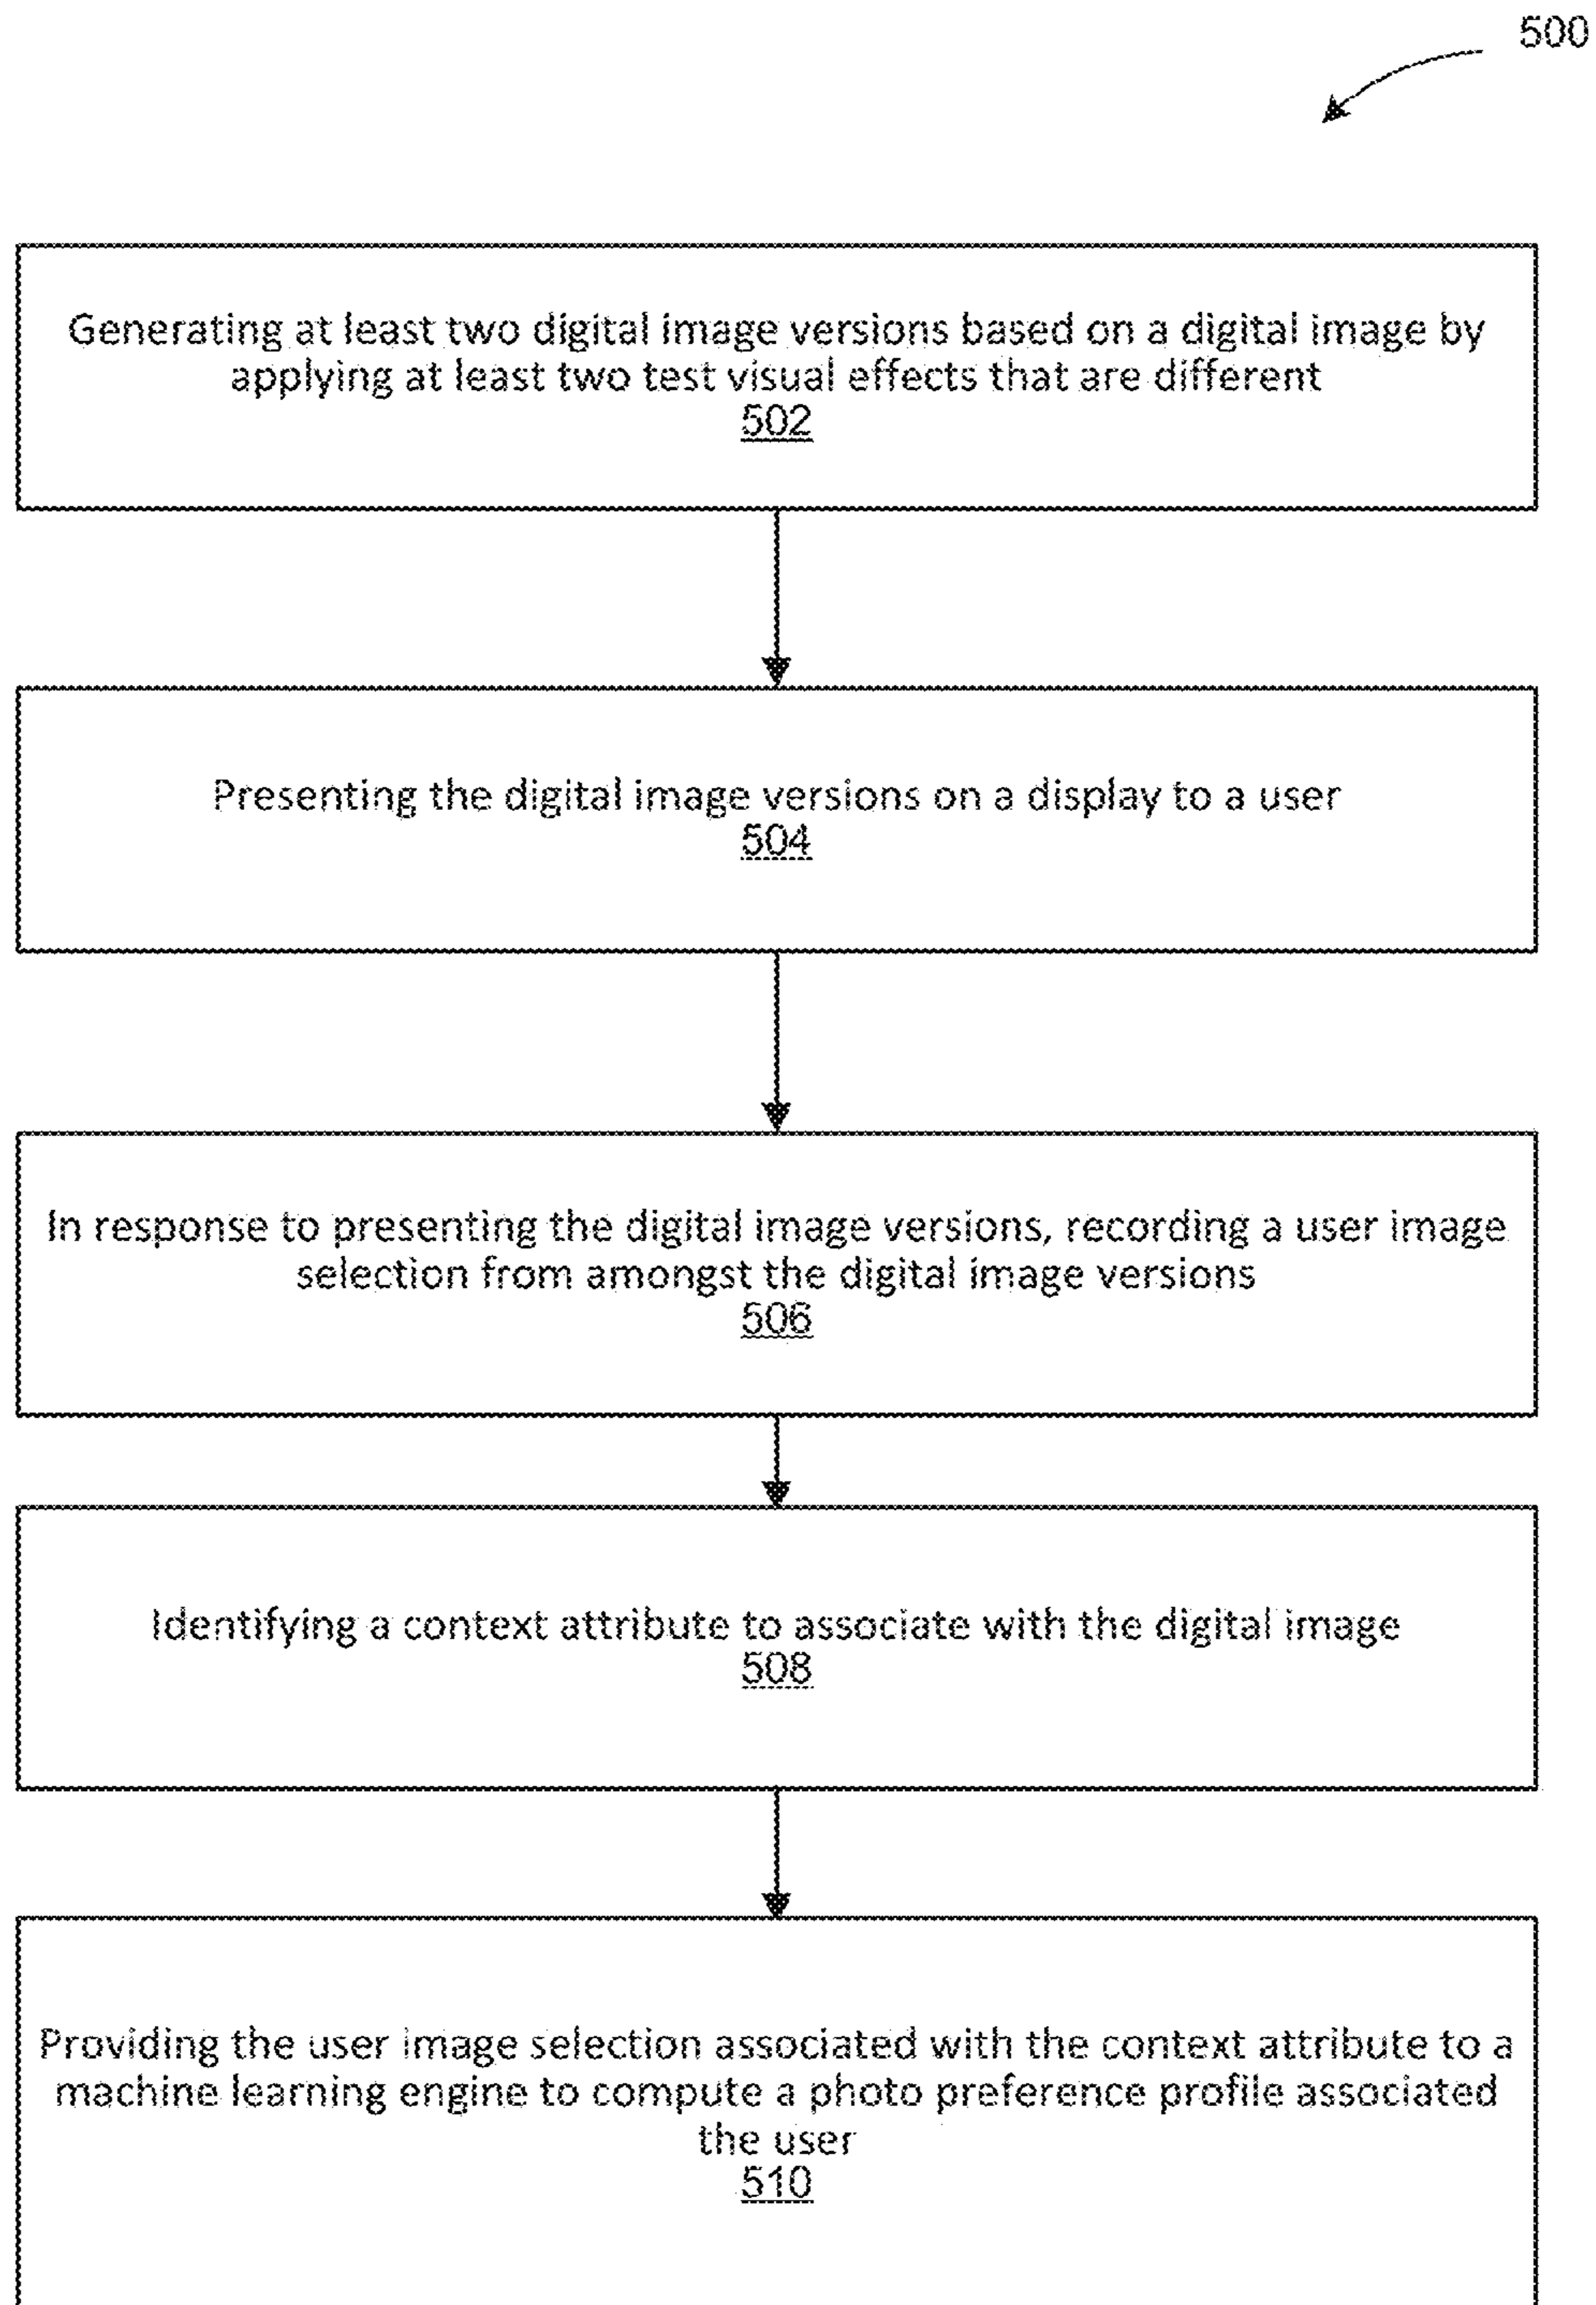 500
Generating at least two digital image versions based on a digital image by
applying at least two test visual effects that are different
502
Presenting the digital image versions on a display to a user
504
In response to presenting the digital image versions, recording a user image
selection from amongst the digital image versions
506
Identifying a context attribute to associate with the digital image
508
Providing the user image selection associated with the context attribute to a
machine learning engine to compute a photo preference profile associated
the user
510